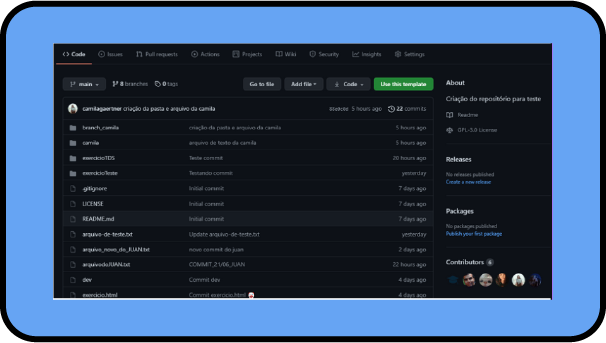 Code Issues Pull requests Actions Projects Wiki Security Insights Settings
main 8 branches 0 tags Go to file Add file Code Use this template
camilagaertner criação da pasta e arquivo da camila 5 hours ago 22 commits
branch_camila criação da pasta e arquivo da camila 5 hours ago
camila arquivo de texto da camila 5 hours ago
exercicioTDS Teste commit 20 hours ago
exercicioTeste Testando commit yesterday
.gitignore Initial commit 7 days ago
LICENSE Initial commit 7 days ago
README.md Initial commit 7 days ago
arquivo-de-teste.txt Update arquivo-de-teste.txt yesterday
arquivo_novo_do_JUAN.txt novo commit do juan 2 days ago
arquivodoJUAN.txt COMMIT_21/06_JUAN 22 hours ago
dev Commit dev 4 days ago
exercicio.html Commit exercicio.html 4 days ago
About
Criação do repositório para teste
Readme
GPL-3.0 License
Releases
No releases published
Create a new release
Packages
No packages published
Publish your first package
Contributors 6